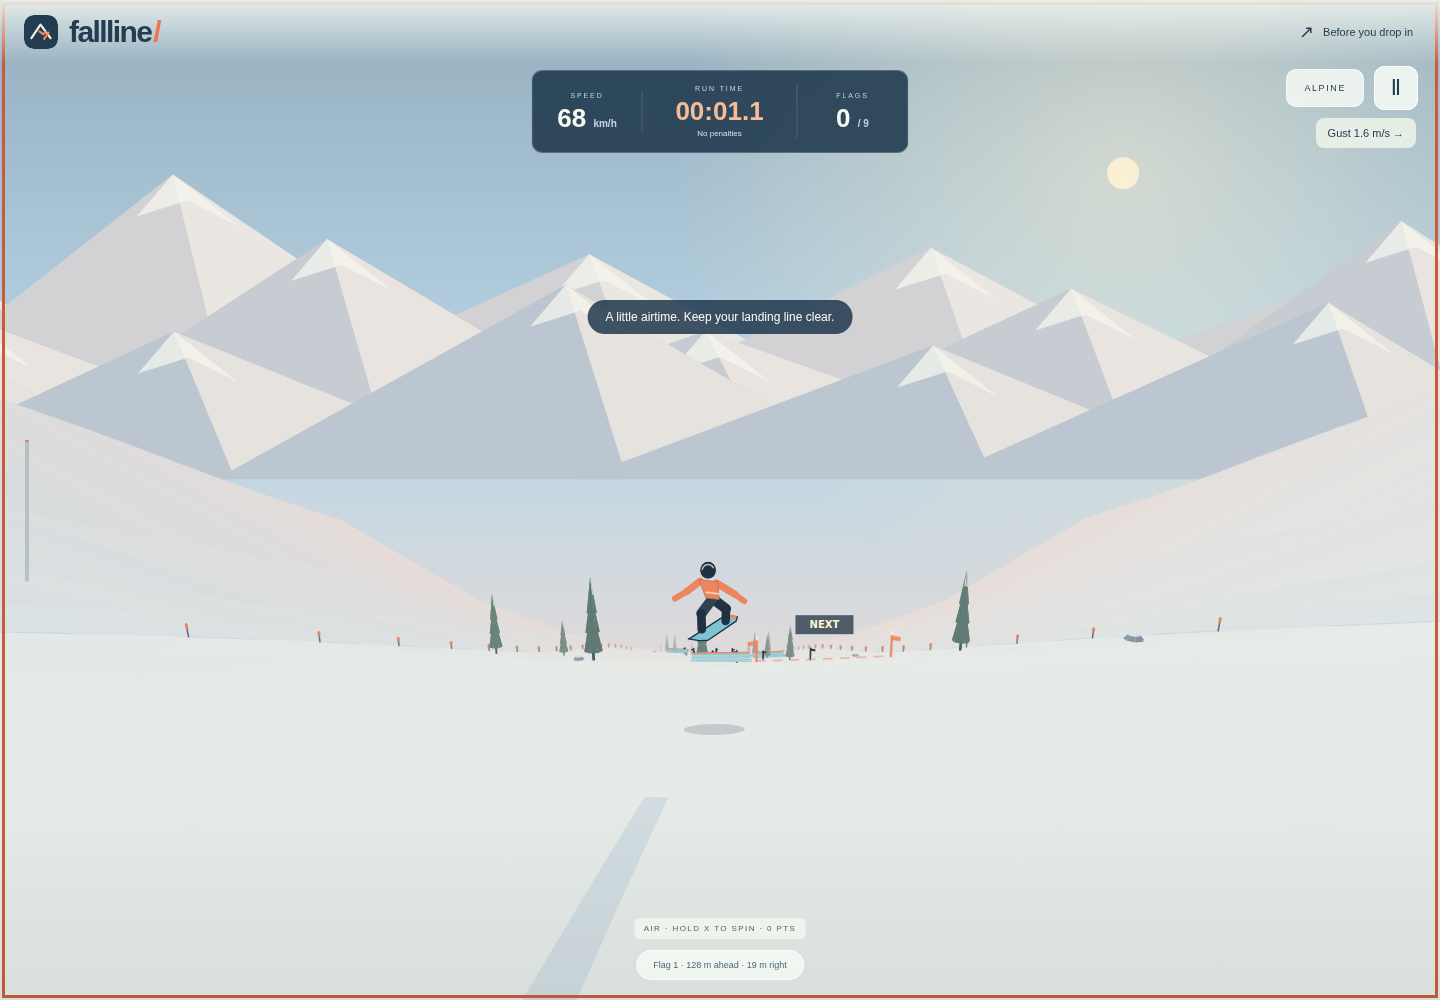 fallline/
Before you drop in
SPEED
68 km/h
RUN TIME
00:01.1
No penalties
FLAGS
0 / 9
ALPINE
Gust 1.6 m/s →
A little airtime. Keep your landing line clear.
NEXT
AIR · HOLD X TO SPIN · 0 PTS
Flag 1 · 128 m ahead · 19 m right